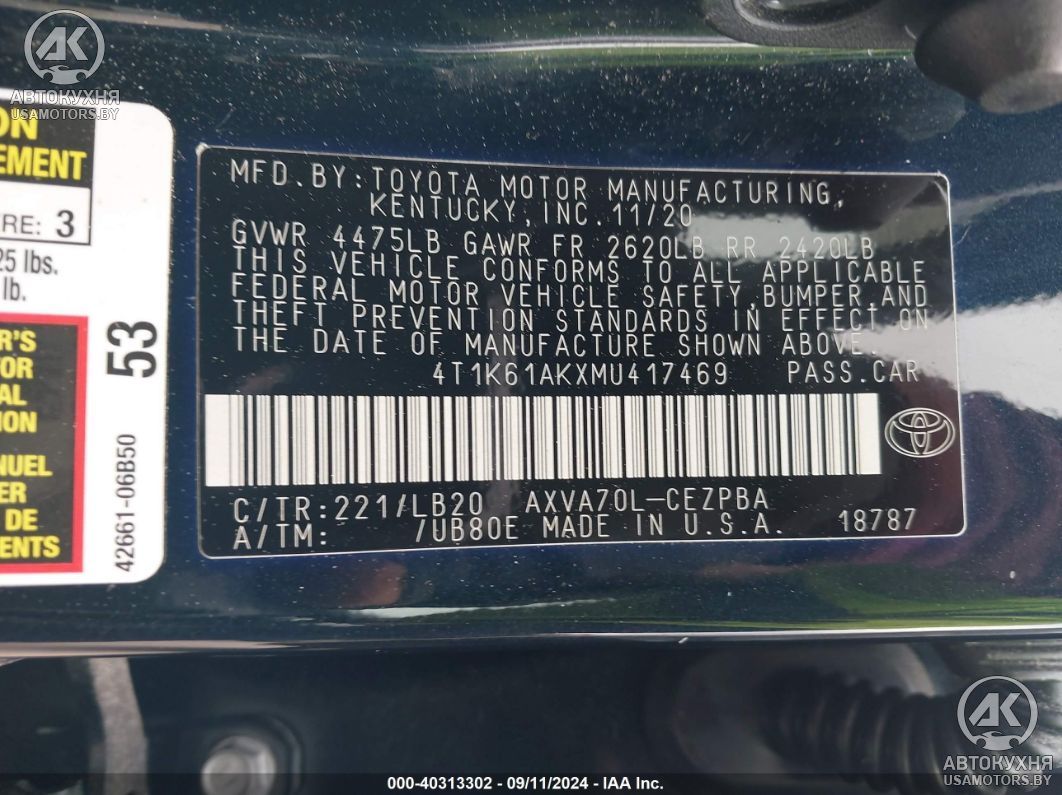 АВТОКУХНЯ
USAMOTORS.BY
ON
EMENT
RE: 3
25 lbs.
lb.
R'S
TOR
AL
ION
NUEL
ER
DE
ENTS
53
42661-06B50
MFD.BY:TOYOTA MOTOR MANUFACTURING,
KENTUCKY,INC.11/20
GVWR 4475LB GAWR FR 2620LB RR 2420LB
THIS VEHICLE CONFORMS TO ALL APPLICABLE
FEDERAL MOTOR VEHICLE SAFETY,BUMPER,AND
THEFT PREVENTION STANDARDS IN EFFECT ON
THE DATE OF MANUFACTURE SHOWN ABOVE.
4T1K61AKXMU417469 PASS.CAR
C/TR:221/LB20 AXVA70L-CEZPBA
A/TM: /UB80E MADE IN U.S.A. 18787
AK
АВТОКУХНЯ
USAMOTORS.BY
000-40313302 - 09/11/2024 - IAA Inc.